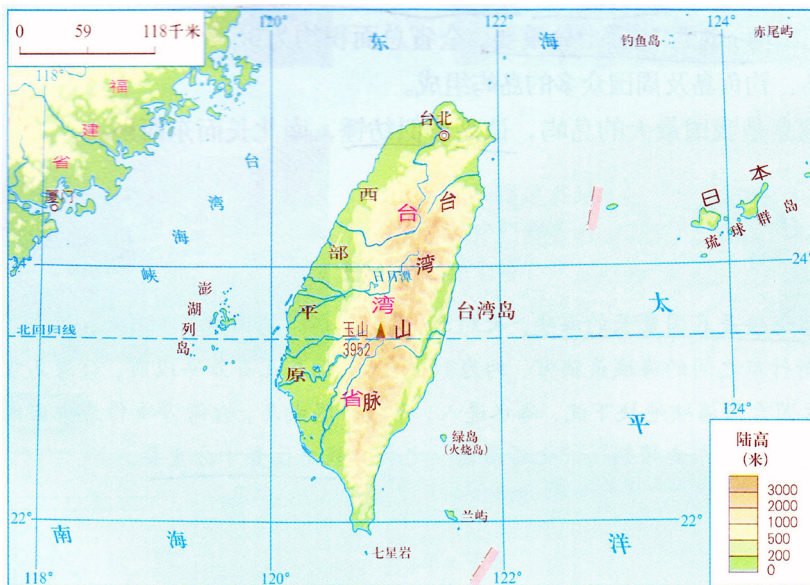 0 59 118千米
118°
120°
122°
124°
东海
钓鱼岛
赤尾屿
福建省
厦门
台湾海峡
台北
西部平原
台湾山脉
台湾省
日月潭
玉山
3952
台湾岛
澎湖列岛
北回归线
24°
24°
日本
琉球群岛
太平洋
124°
绿岛
(火烧岛)
兰屿
七星岩
22°
22°
南海
118°
120°
122°
陆高
(米)
3000
2000
1000
500
200
0